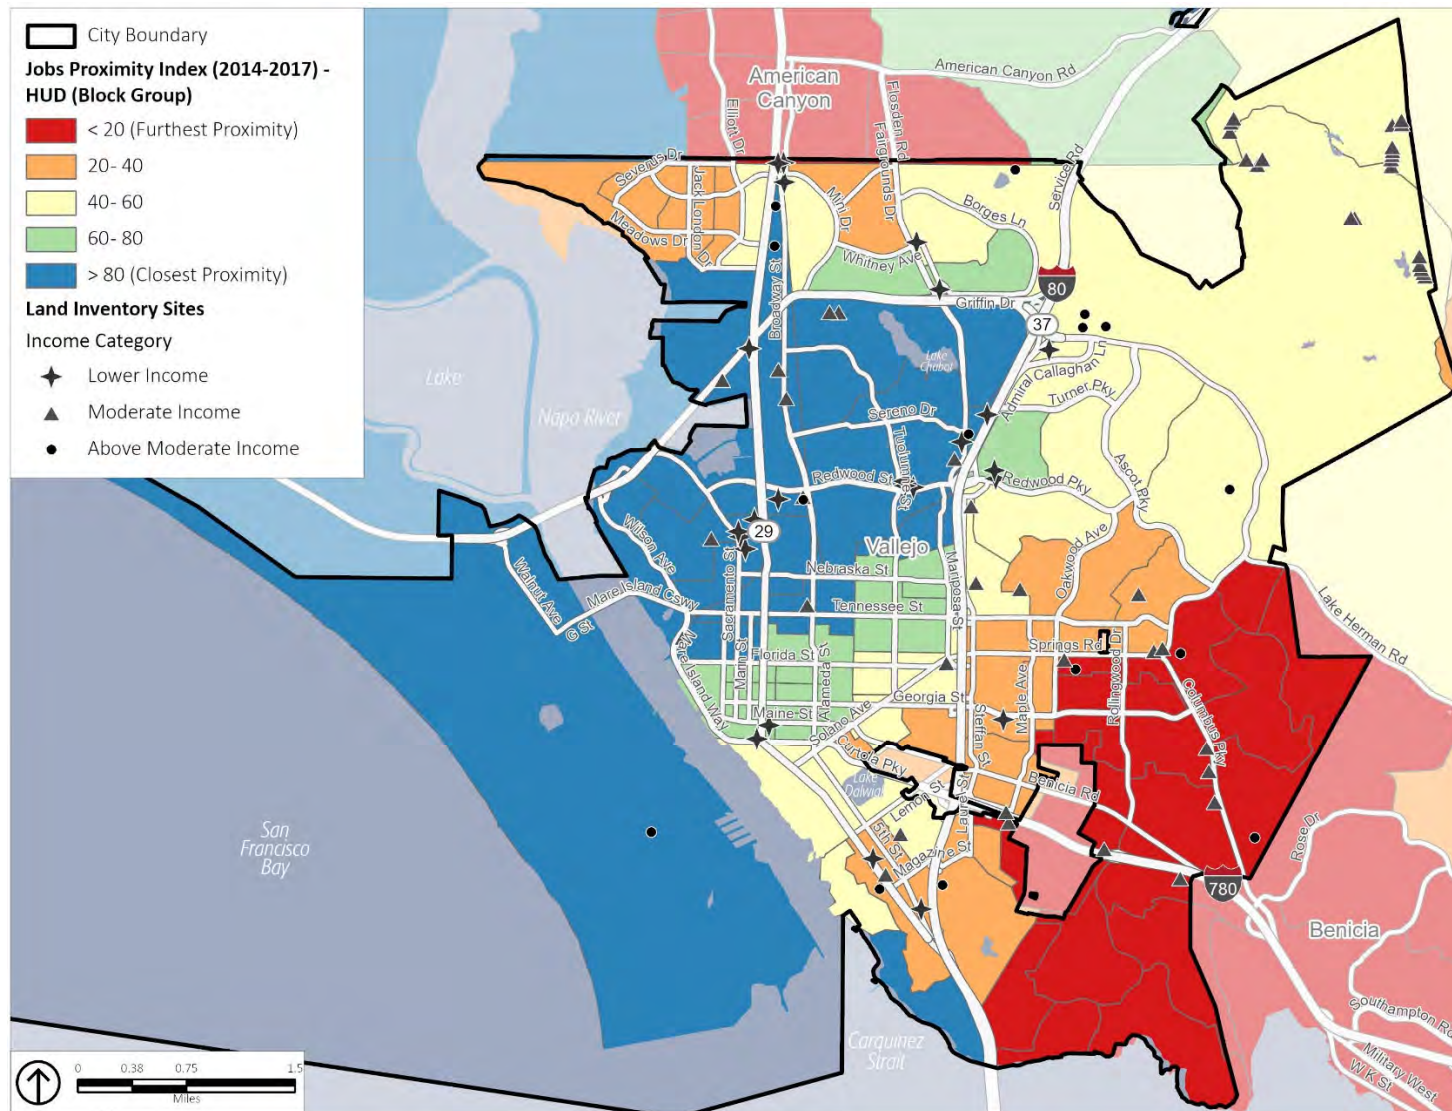 City Boundary
Jobs Proximity Index (2014-2017) -
HUD (Block Group)
< 20 (Furthest Proximity)
20- 40
40- 60
60- 80
> 80 (Closest Proximity)
Land Inventory Sites
Income Category
Lower Income
Moderate Income
Above Moderate Income
American
Canyon
American Canyon Rd
Elliott Dr
Flosden Rd
Fairgrounds Dr
Service Rd
Severus Dr
Jack London Dr
Meadows Dr
Mini Dr
Borges Ln
Whitney Ave
Broadway St
Griffin Dr
80
37
Lake
Napa River
Lake
Chabot
Admiral Callaghan Ln
Turner Pky
Sereno Dr
Tuolumne St
Ascot Pky
Redwood St
Redwood Pky
29
Vallejo
Wilson Ave
Oakwood Ave
Walnut Ave
G St
Mare Island Cswy
Sacramento St
Nebraska St
Mariposa St
Tennessee St
Lake Herman Rd
Marin St
Florida St
Springs Rd
Mare Island Way
Alameda St
Georgia St
Maple Ave
Rollingwood Dr
Columbus Pky
Maine St
Solano Ave
Steffan St
Curtola Pky
Lake
Dalwigk
Lemon St
Laurel St
Benicia Rd
5th St
Magazine St
Rose Dr
San
Francisco
Bay
780
Benicia
Carquinez
Strait
Southampton Rd
Military West
W K St
0 0.38 0.75 1.5
Miles